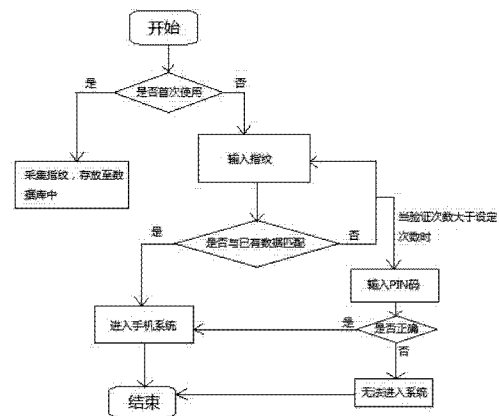 开始
是否首次使用
是
否
采集指纹，存放至数
据库中
输入指纹
是否与已有数据匹配
是
否
当验证次数大于设定
次数时
输入PIN码
进入手机系统
是
是否正确
否
无法进入系统
结束